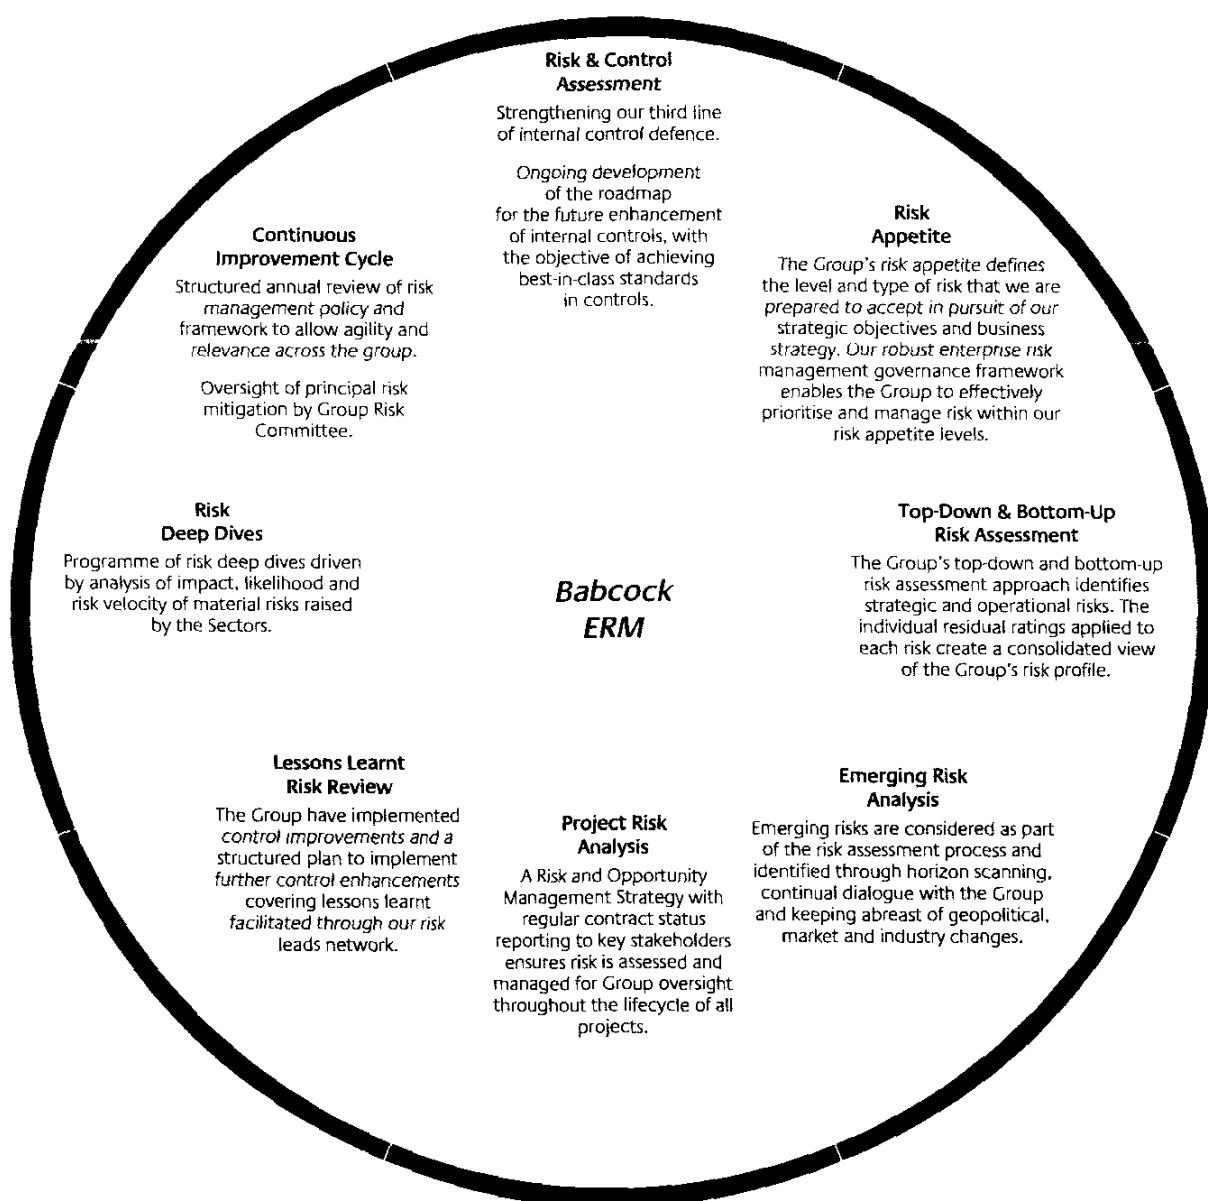 Risk & Control
Assessment
Strengthening our third line
of internal control defence.
Ongoing development
of the roadmap
for the future enhancement
of internal controls, with
the objective of achieving
best-in-class standards
in controls.
Risk
Appetite
The Group's risk appetite defines
the level and type of risk that we are
prepared to accept in pursuit of our
strategic objectives and business
strategy. Our robust enterprise risk
management governance framework
enables the Group to effectively
prioritise and manage risk within our
risk appetite levels.
Top-Down & Bottom-Up
Risk Assessment
The Group's top-down and bottom-up
risk assessment approach identifies
strategic and operational risks. The
individual residual ratings applied to
each risk create a consolidated view
of the Group's risk profile.
Emerging Risk
Analysis
Emerging risks are considered as part
of the risk assessment process and
identified through horizon scanning,
continual dialogue with the Group
and keeping abreast of geopolitical,
market and industry changes.
Project Risk
Analysis
A Risk and Opportunity
Management Strategy with
regular contract status
reporting to key stakeholders
ensures risk is assessed and
managed for Group oversight
throughout the lifecycle of all
projects.
Lessons Learnt
Risk Review
The Group have implemented
control improvements and a
structured plan to implement
further control enhancements
covering lessons learnt
facilitated through our risk
leads network.
Risk
Deep Dives
Programme of risk deep dives driven
by analysis of impact, likelihood and
risk velocity of material risks raised
by the Sectors.
Continuous
Improvement Cycle
Structured annual review of risk
management policy and
framework to allow agility and
relevance across the group.
Oversight of principal risk
mitigation by Group Risk
Committee.
Babcock
ERM